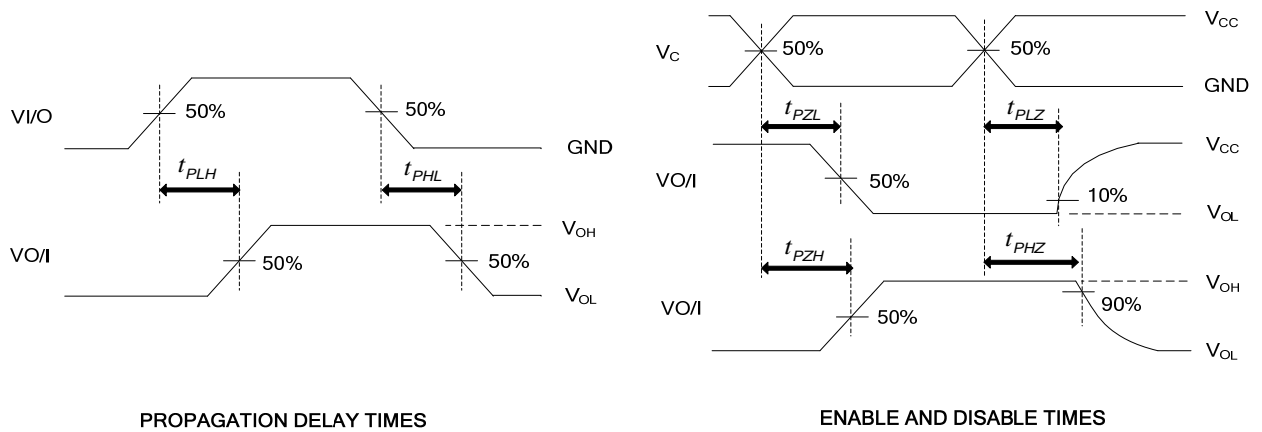 VI/O
50%
50%
GND
tPLH
tPHL
VO/I
50%
50%
VOH
VOL
PROPAGATION DELAY TIMES
VC
50%
50%
VCC
GND
tPZL
tPLZ
VO/I
50%
10%
VCC
VOL
tPZH
tPHZ
VO/I
50%
90%
VOH
VOL
ENABLE AND DISABLE TIMES